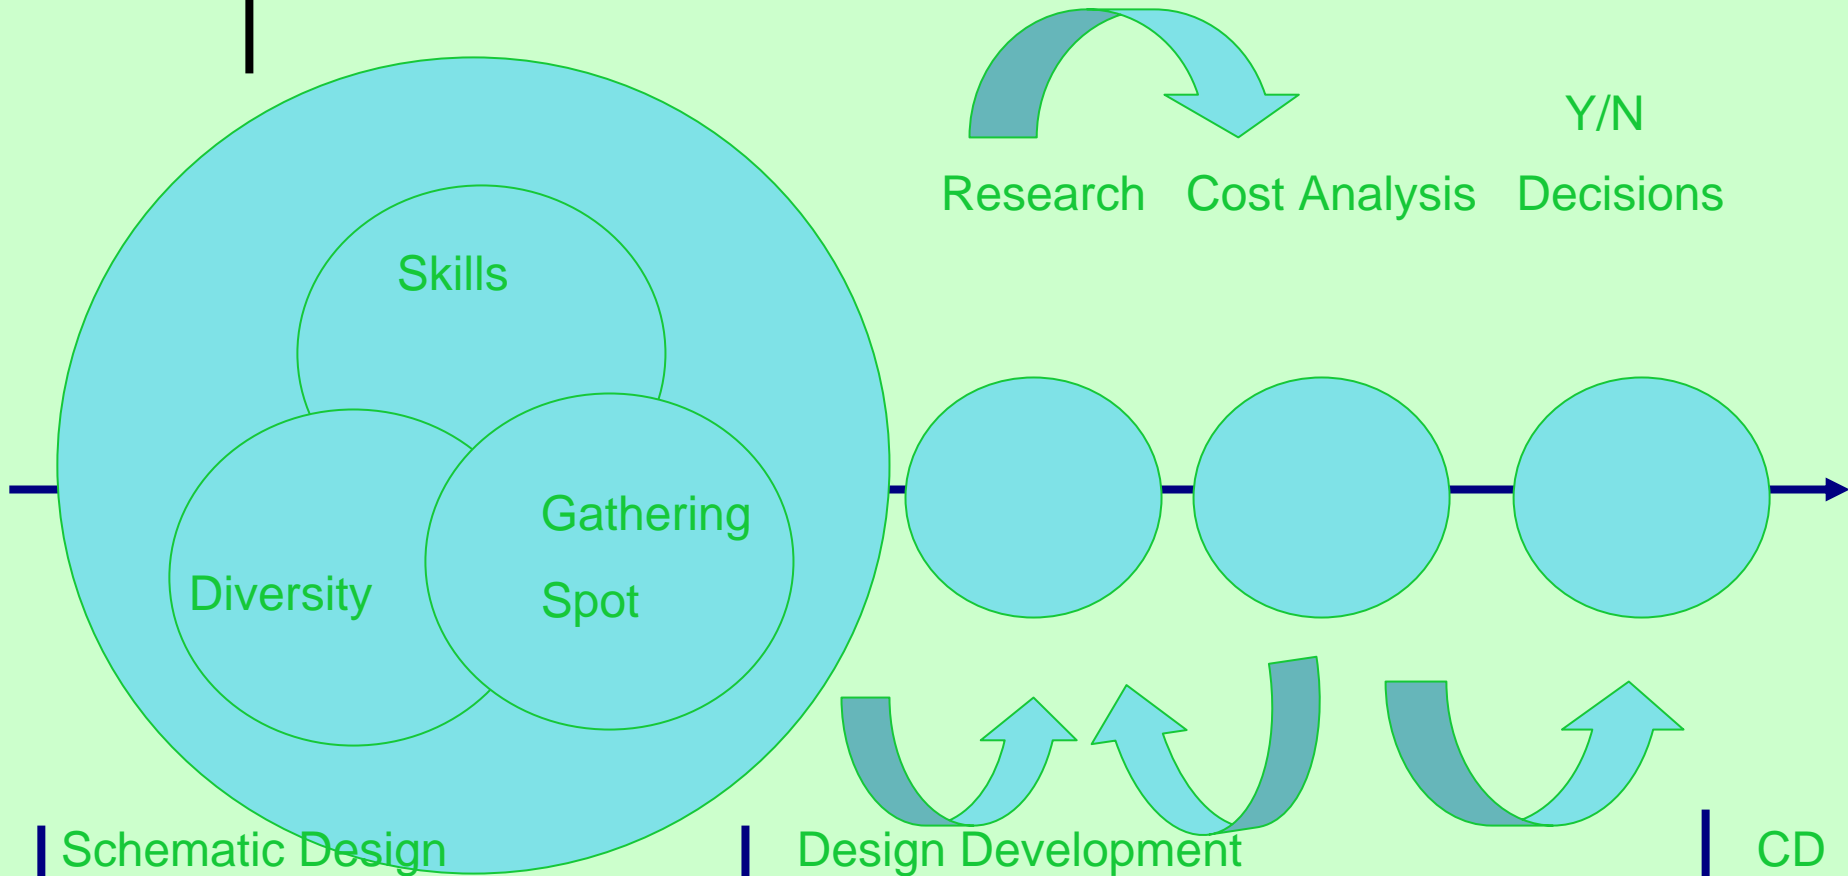 Y/N
Research Cost Analysis Decisions
Skills
Gathering
Spot
Diversity
Schematic Design Design Development CD